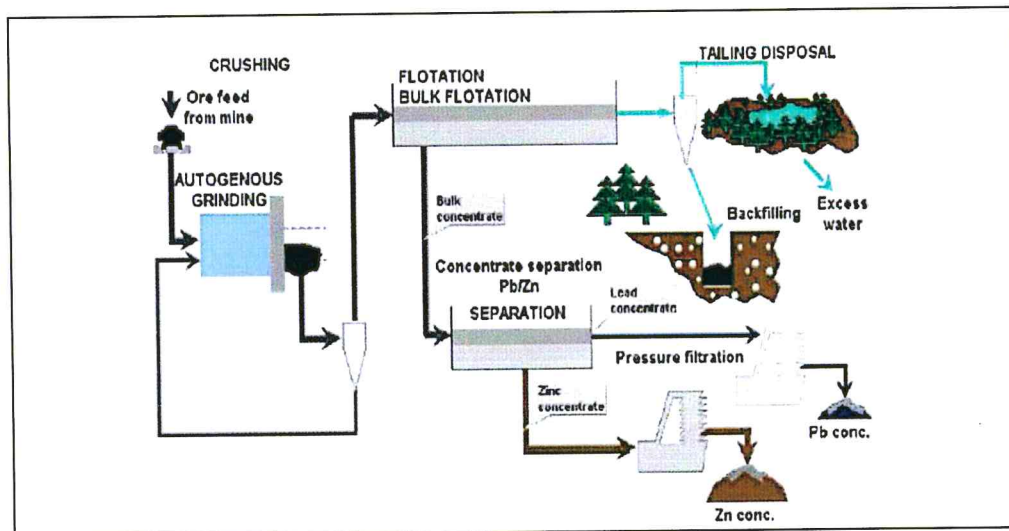 CRUSHING
Ore feed
from mine
AUTOGENOUS
GRINDING
FLOTATION
BULK FLOTATION
TAILING DISPOSAL
Bulk
concentrate
Backfilling
Excess
water
Concentrate separation
Pb/Zn
SEPARATION
Lead
concentrate
Pressure filtration
Zinc
concentrate
Pb conc.
Zn conc.